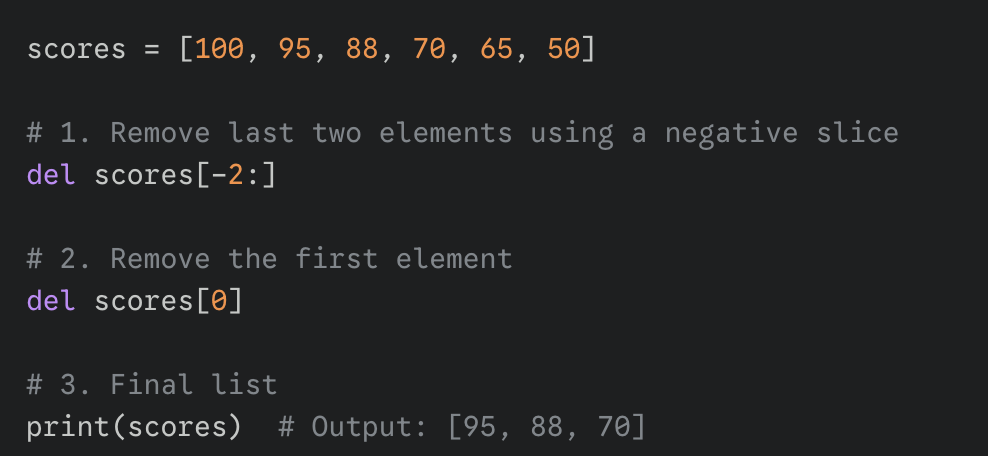 scores = [100, 95, 88, 70, 65, 50]
# 1. Remove last two elements using a negative slice
del scores[-2:]
# 2. Remove the first element
del scores[0]
# 3. Final list
print(scores)  # Output: [95, 88, 70]